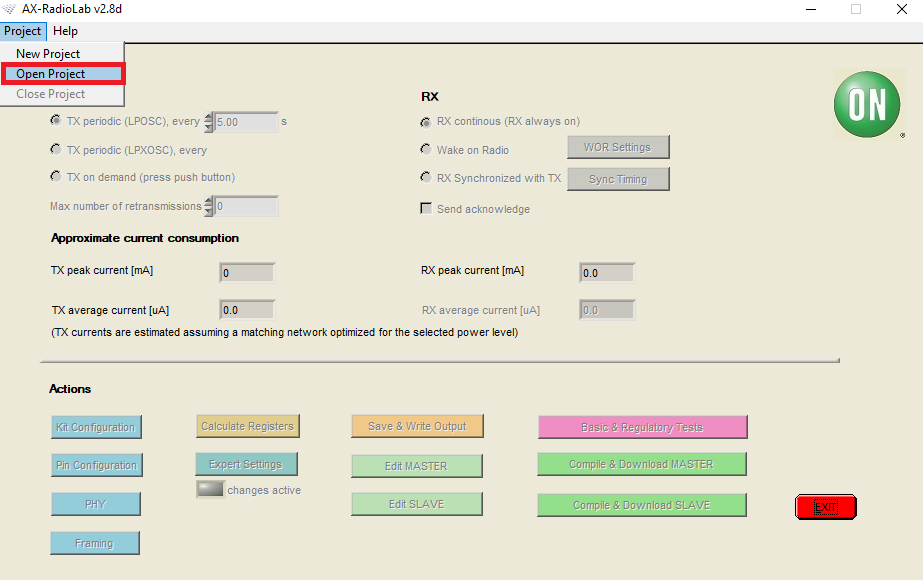 AX-RadioLab v2.8d
Project Help
New Project
Open Project
Close Project
RX
ON
TX periodic (LPOSC), every 5.00 s
RX continous (RX always on)
TX periodic (LPXOSC), every
Wake on Radio
WOR Settings
TX on demand (press push button)
RX Synchronized with TX
Sync Timing
Max number of retransmissions 0
Send acknowledge
Approximate current consumption
TX peak current [mA] 0
RX peak current [mA] 0.0
TX average current [uA] 0.0
RX average current [uA] 0.0
(TX currents are estimated assuming a matching network optimized for the selected power level)
Actions
Kit Configuration
Calculate Registers
Save & Write Output
Basic & Regulatory Tests
Pin Configuration
Expert Settings
Edit MASTER
Compile & Download MASTER
changes active
PHY
Edit SLAVE
Compile & Download SLAVE
EXIT
Framing